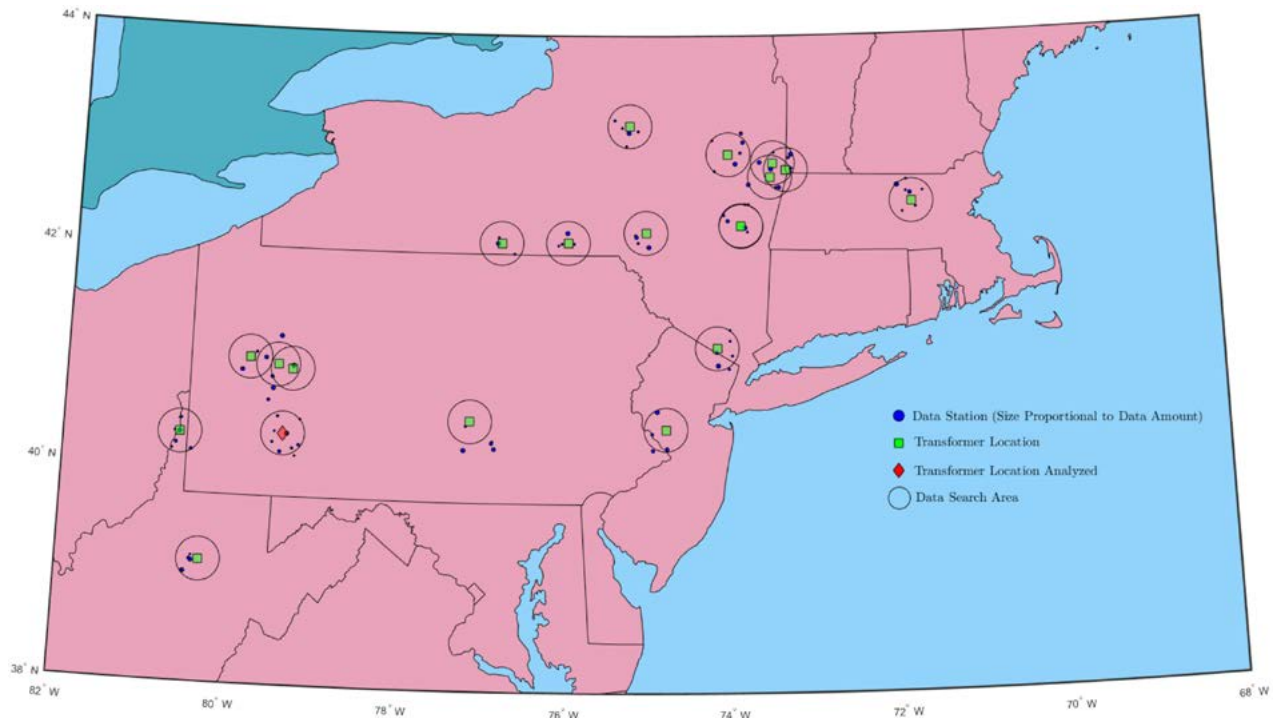 44° N
42° N
40° N
38° N
82° W
80° W
78° W
76° W
74° W
72° W
70° W
68° W
Data Station (Size Proportional to Data Amount)
Transformer Location
Transformer Location Analyzed
Data Search Area